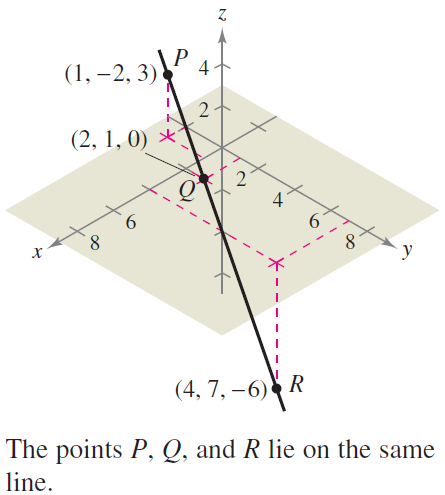 z
P
(1, −2, 3)
4
2
(2, 1, 0)
Q
2
4
6
6
8
8
x
y
(4, 7, −6)
R
The points P, Q, and R lie on the same
line.